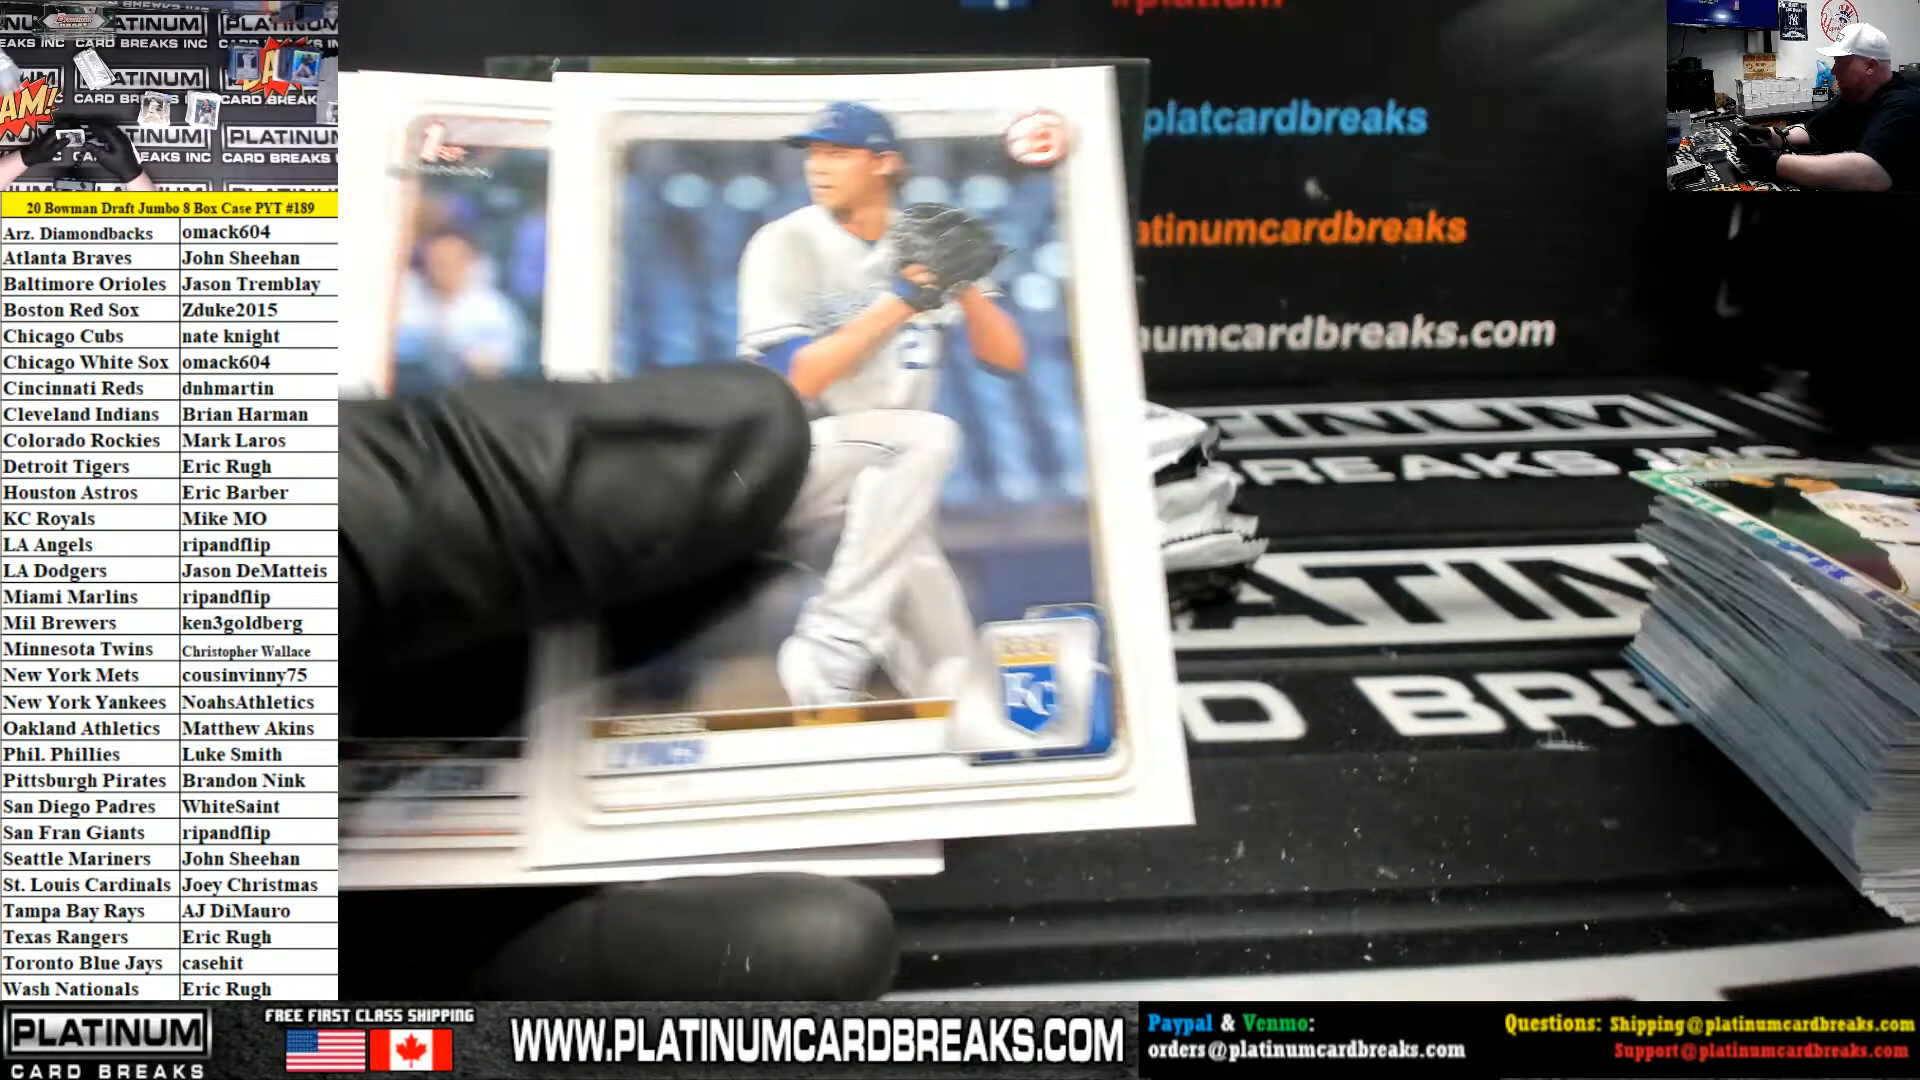 20 Bowman Draft Jumbo 8 Box Case PYT #189
Arz. Diamondbacks omack604
Atlanta Braves John Sheehan
Baltimore Orioles Jason Tremblay
Boston Red Sox Zduke2015
Chicago Cubs nate knight
Chicago White Sox omack604
Cincinnati Reds dnhmartin
Cleveland Indians Brian Harman
Colorado Rockies Mark Laros
Detroit Tigers Eric Rugh
Houston Astros Eric Barber
KC Royals Mike MO
LA Angels ripandflip
LA Dodgers Jason DeMatteis
Miami Marlins ripandflip
Mil Brewers ken3goldberg
Minnesota Twins Christopher Wallace
New York Mets cousinvinny75
New York Yankees NoahsAthletics
Oakland Athletics Matthew Akins
Phil. Phillies Luke Smith
Pittsburgh Pirates Brandon Nink
San Diego Padres WhiteSaint
San Fran Giants ripandflip
Seattle Mariners John Sheehan
St. Louis Cardinals Joey Christmas
Tampa Bay Rays AJ DiMauro
Texas Rangers Eric Rugh
Toronto Blue Jays casehit
Wash Nationals Eric Rugh
platcardbreaks
atinumcardbreaks
numcardbreaks.com
TINUM
BREAKS INC
ATIN
D BRE
KC
PLATINUM
CARD BREAKS
FREE FIRST CLASS SHIPPING
WWW.PLATINUMCARDBREAKS.COM
Paypal & Venmo:
orders@platinumcardbreaks.com
Questions: Shipping@platinumcardbreaks.com
Support@platinumcardbreaks.com